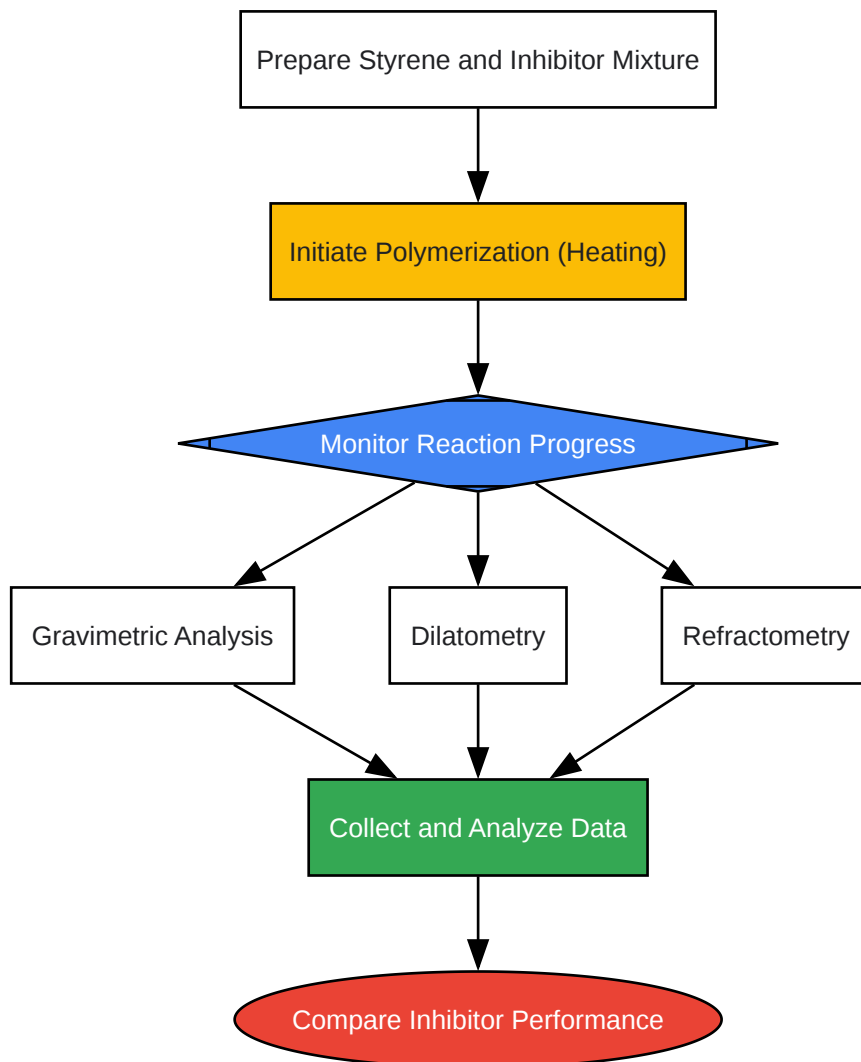 Prepare Styrene and Inhibitor Mixture
Initiate Polymerization (Heating)
Monitor Reaction Progress
Gravimetric Analysis
Dilatometry
Refractometry
Collect and Analyze Data
Compare Inhibitor Performance